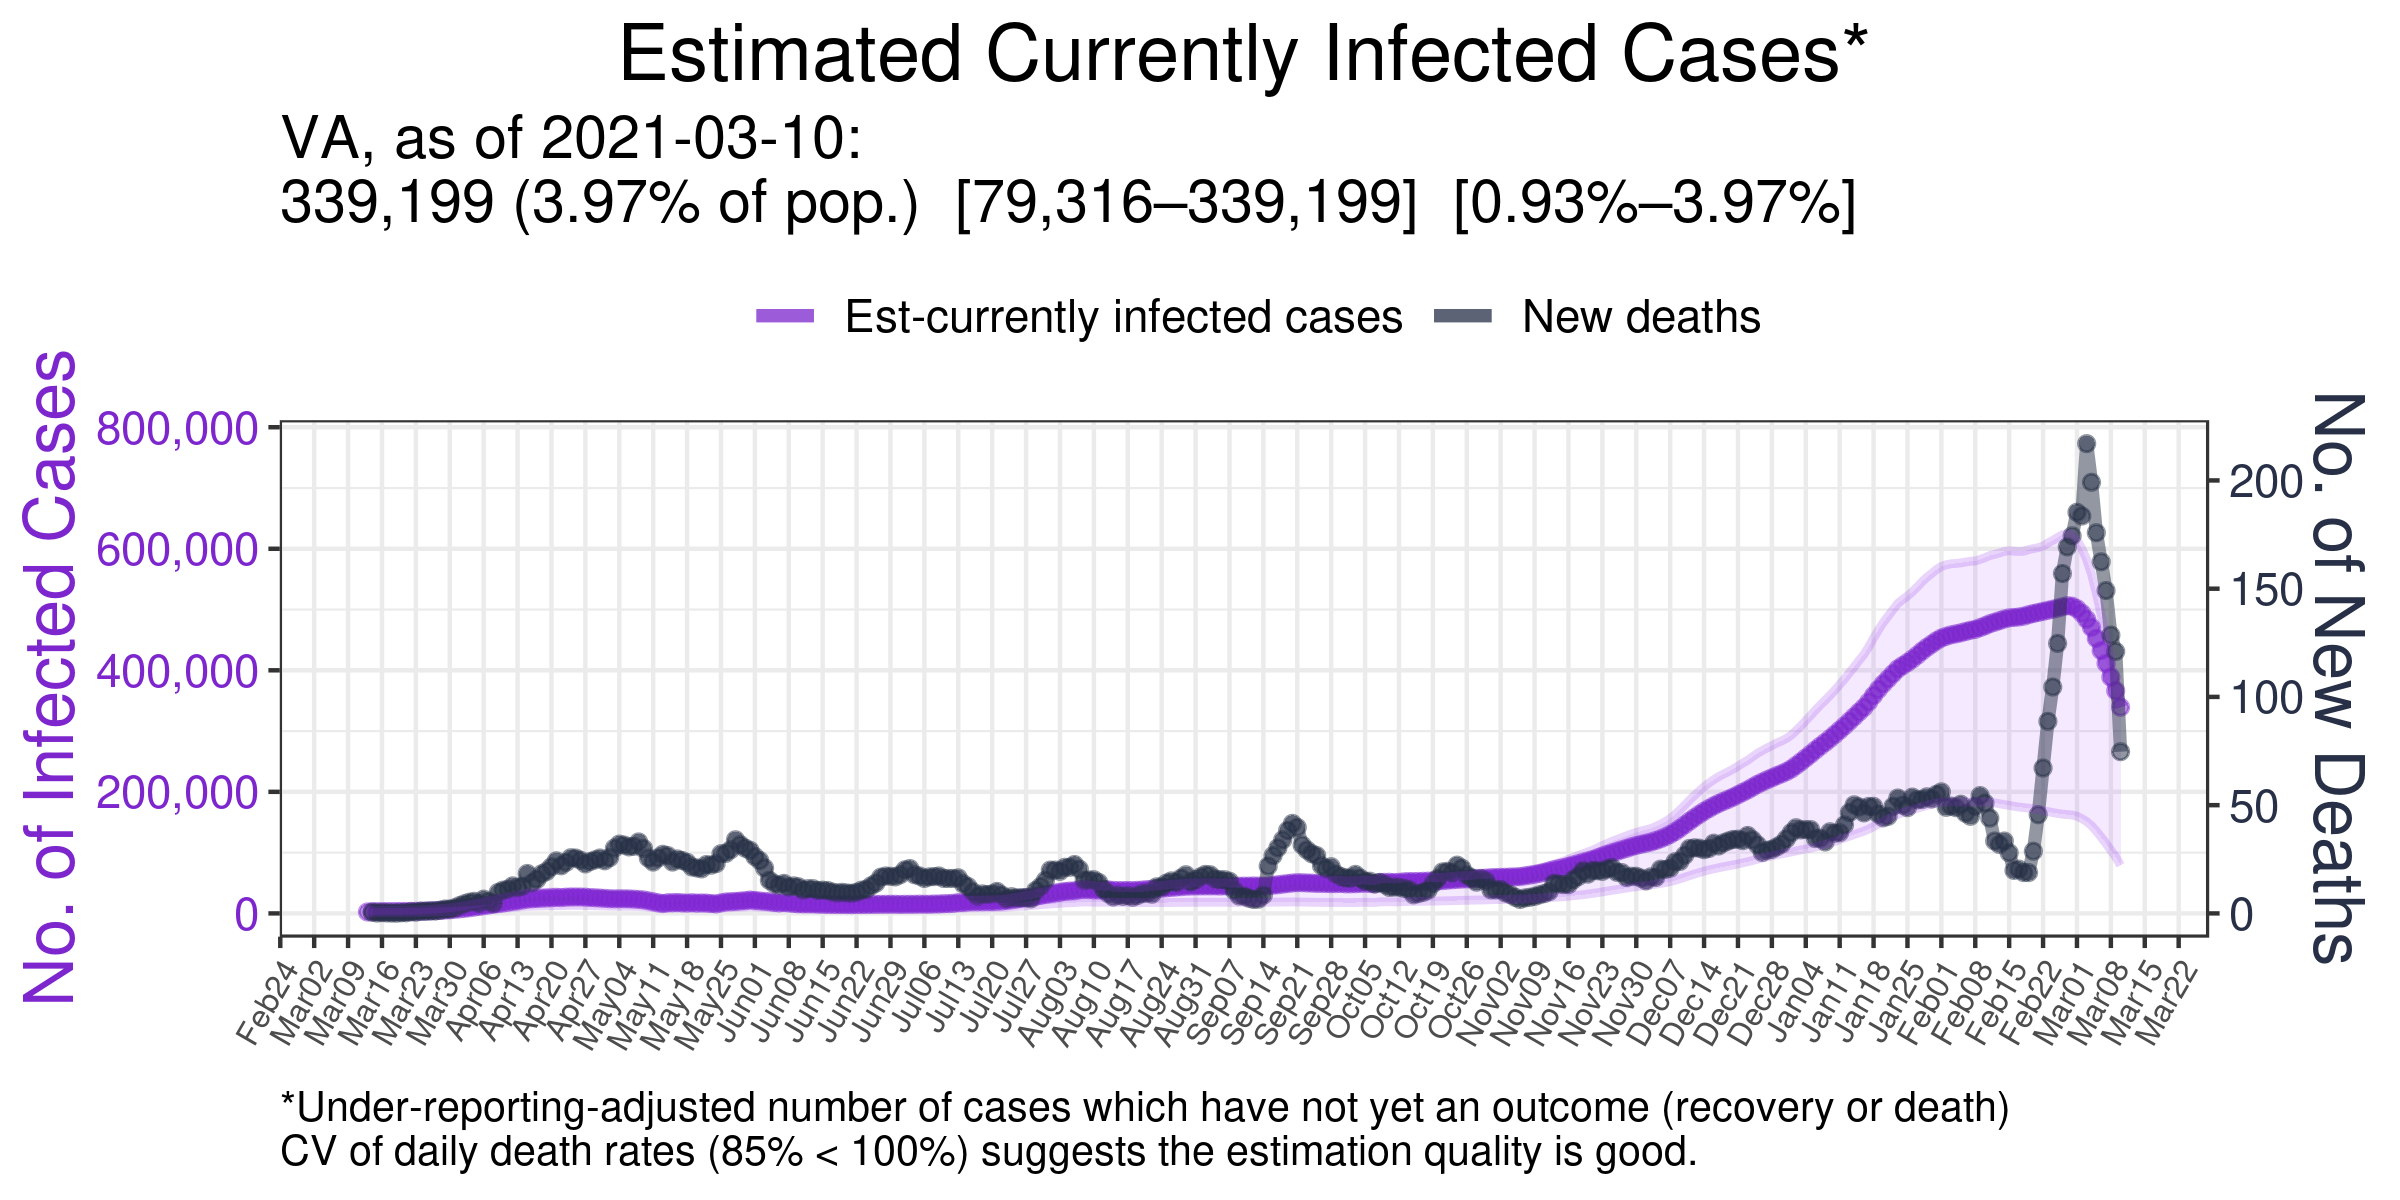 Estimated Currently Infected Cases*
VA, as of 2021-03-10:
339,199 (3.97% of pop.) [79,316–339,199] [0.93%–3.97%]
Est-currently infected cases
New deaths
No. of Infected Cases
800,000
600,000
400,000
200,000
0
No. of New Deaths
200
150
100
50
0
Feb24
Mar02
Mar09
Mar16
Mar23
Mar30
Apr06
Apr13
Apr20
Apr27
May04
May11
May18
May25
Jun01
Jun08
Jun15
Jun22
Jun29
Jul06
Jul13
Jul20
Jul27
Aug03
Aug10
Aug17
Aug24
Aug31
Sep07
Sep14
Sep21
Sep28
Oct05
Oct12
Oct19
Oct26
Nov02
Nov09
Nov16
Nov23
Nov30
Dec07
Dec14
Dec21
Dec28
Jan04
Jan11
Jan18
Jan25
Feb01
Feb08
Feb15
Feb22
Mar01
Mar08
Mar15
Mar22
*Under-reporting-adjusted number of cases which have not yet an outcome (recovery or death)
CV of daily death rates (85% < 100%) suggests the estimation quality is good.